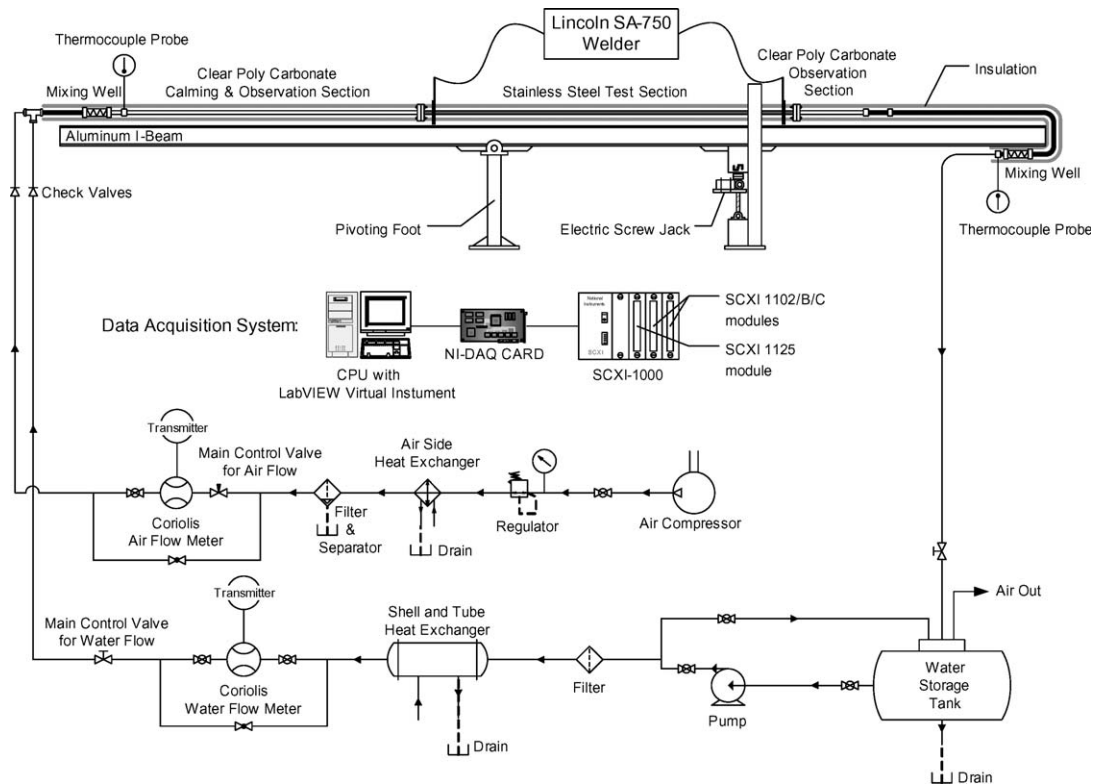 Lincoln SA-750
Welder
Thermocouple Probe
Clear Poly Carbonate
Calming & Observation Section
Mixing Well
Stainless Steel Test Section
Clear Poly Carbonate
Observation
Section
Insulation
Aluminum I-Beam
Mixing Well
Check Valves
Pivoting Foot
Electric Screw Jack
Thermocouple Probe
Data Acquisition System:
CPU with
LabVIEW Virtual Instument
NI-DAQ CARD
National
Instruments
SCXI
SCXI-1000
SCXI 1102/B/C
modules
SCXI 1125
module
Transmitter
Main Control Valve
for Air Flow
Air Side
Heat Exchanger
Coriolis
Air Flow Meter
Filter
&
Separator
Drain
Regulator
Air Compressor
Transmitter
Main Control Valve
for Water Flow
Shell and Tube
Heat Exchanger
Coriolis
Water Flow Meter
Drain
Filter
Pump
Air Out
Water
Storage
Tank
Drain